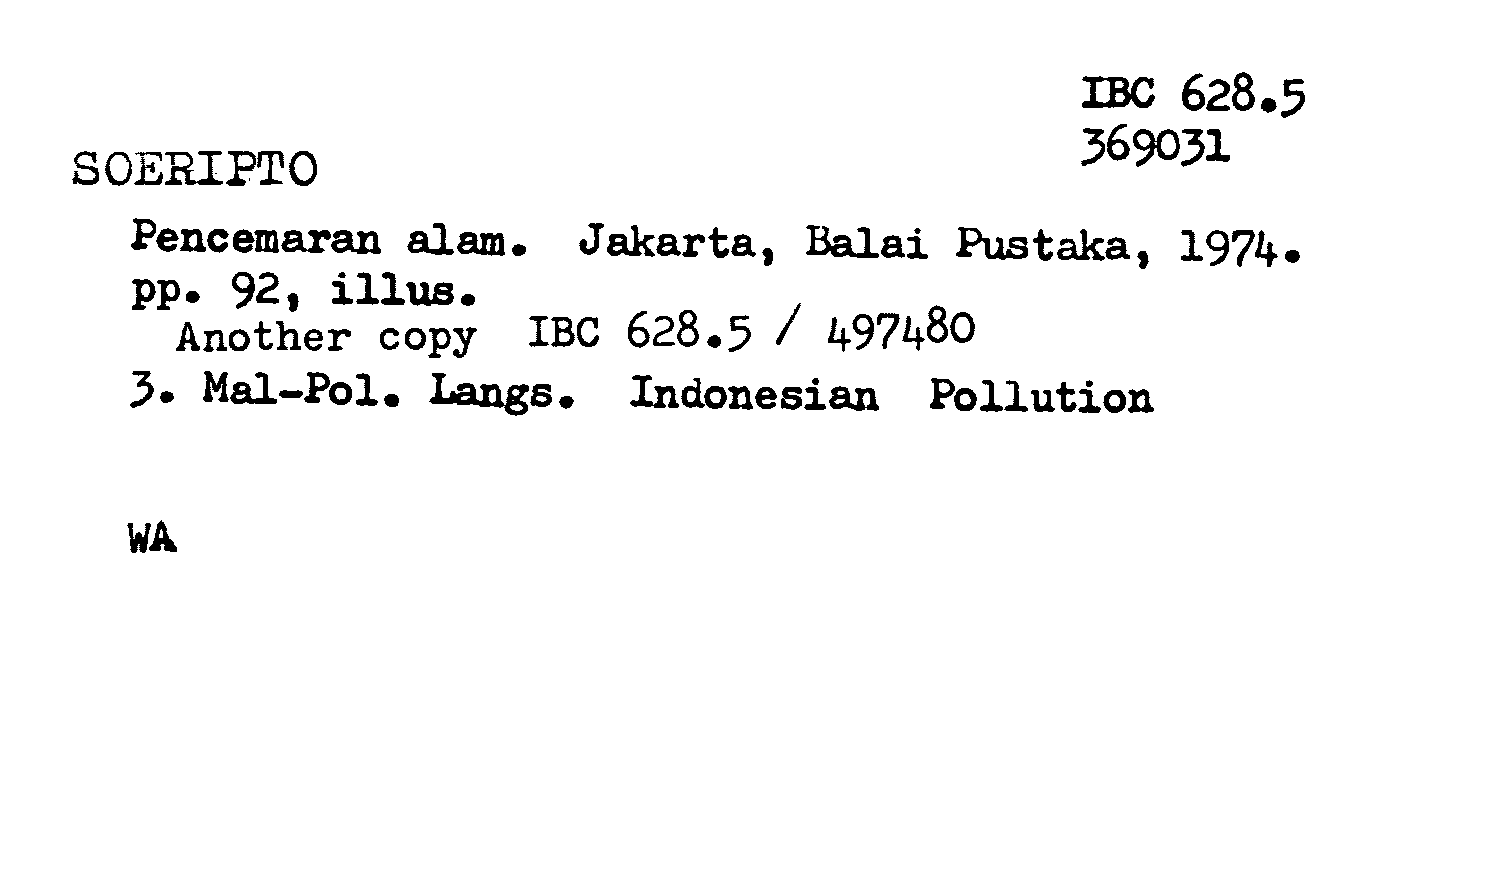 IBC 628.5
369031
SOERIPTO
Pencemaran alam. Jakarta, Balai Pustaka, 1974.
pp. 92, illus.
Another copy IBC 628.5 / 497480
3. Mal-Pol. Langs. Indonesian Pollution
WA